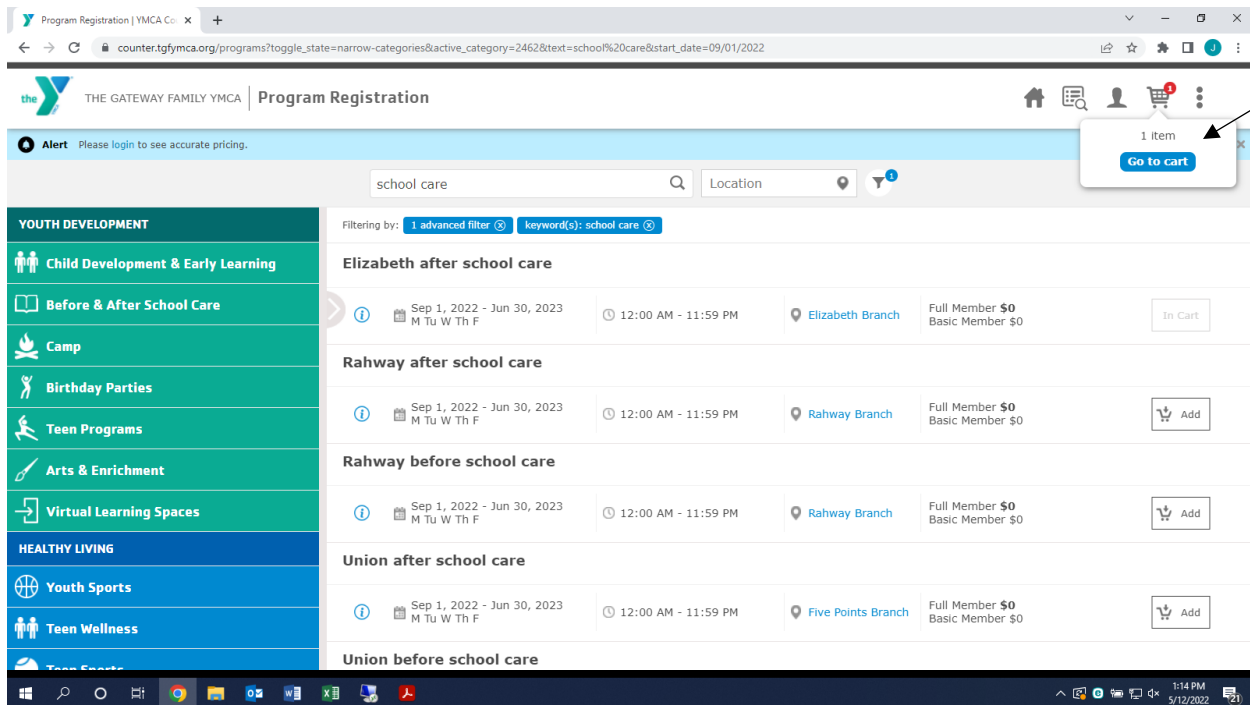 Program Registration | YMCA Co
counter.tgfymca.org/programs?toggle_state=narrow-categories&active_category=2462&text=school%20care&start_date=09/01/2022
J
the
THE GATEWAY FAMILY YMCA
Program Registration
1
1 item
Go to cart
Alert Please login to see accurate pricing.
school care
Location
1
YOUTH DEVELOPMENT
Child Development & Early Learning
Before & After School Care
Camp
Birthday Parties
Teen Programs
Arts & Enrichment
Virtual Learning Spaces
HEALTHY LIVING
Youth Sports
Teen Wellness
Teen Sports
Filtering by: 1 advanced filter keyword(s): school care
Elizabeth after school care
Sep 1, 2022 - Jun 30, 2023
M Tu W Th F
12:00 AM - 11:59 PM
Elizabeth Branch
Full Member $0
Basic Member $0
In Cart
Rahway after school care
Sep 1, 2022 - Jun 30, 2023
M Tu W Th F
12:00 AM - 11:59 PM
Rahway Branch
Full Member $0
Basic Member $0
Add
Rahway before school care
Sep 1, 2022 - Jun 30, 2023
M Tu W Th F
12:00 AM - 11:59 PM
Rahway Branch
Full Member $0
Basic Member $0
Add
Union after school care
Sep 1, 2022 - Jun 30, 2023
M Tu W Th F
12:00 AM - 11:59 PM
Five Points Branch
Full Member $0
Basic Member $0
Add
Union before school care
1:14 PM
5/12/2022
21